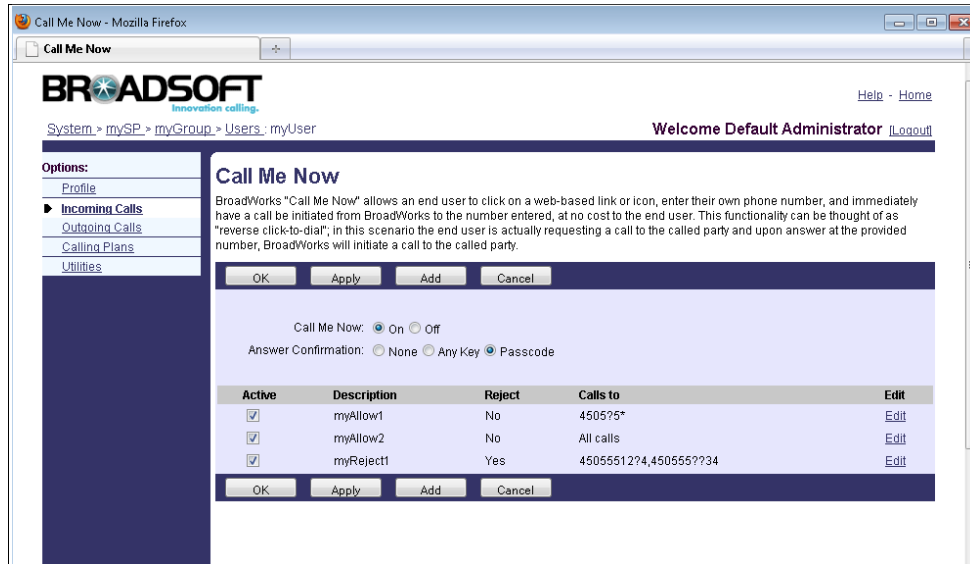 Call Me Now - Mozilla Firefox
Call Me Now
BROADSOFT
Innovation calling.
Help - Home
System > mySP > myGroup > Users : myUser
Welcome Default Administrator [Logout]
Options:
Profile
Incoming Calls
Outgoing Calls
Calling Plans
Utilities
Call Me Now
BroadWorks "Call Me Now" allows an end user to click on a web-based link or icon, enter their own phone number, and immediately
have a call be initiated from BroadWorks to the number entered, at no cost to the end user. This functionality can be thought of as
"reverse click-to-dial"; in this scenario the end user is actually requesting a call to the called party and upon answer at the provided
number, BroadWorks will initiate a call to the called party.
OK Apply Add Cancel
Call Me Now: On Off
Answer Confirmation: None Any Key Passcode
Active Description Reject Calls to Edit
myAllow1 No 4505?5* Edit
myAllow2 No All calls Edit
myReject1 Yes 45055512?4,450555??34 Edit
OK Apply Add Cancel